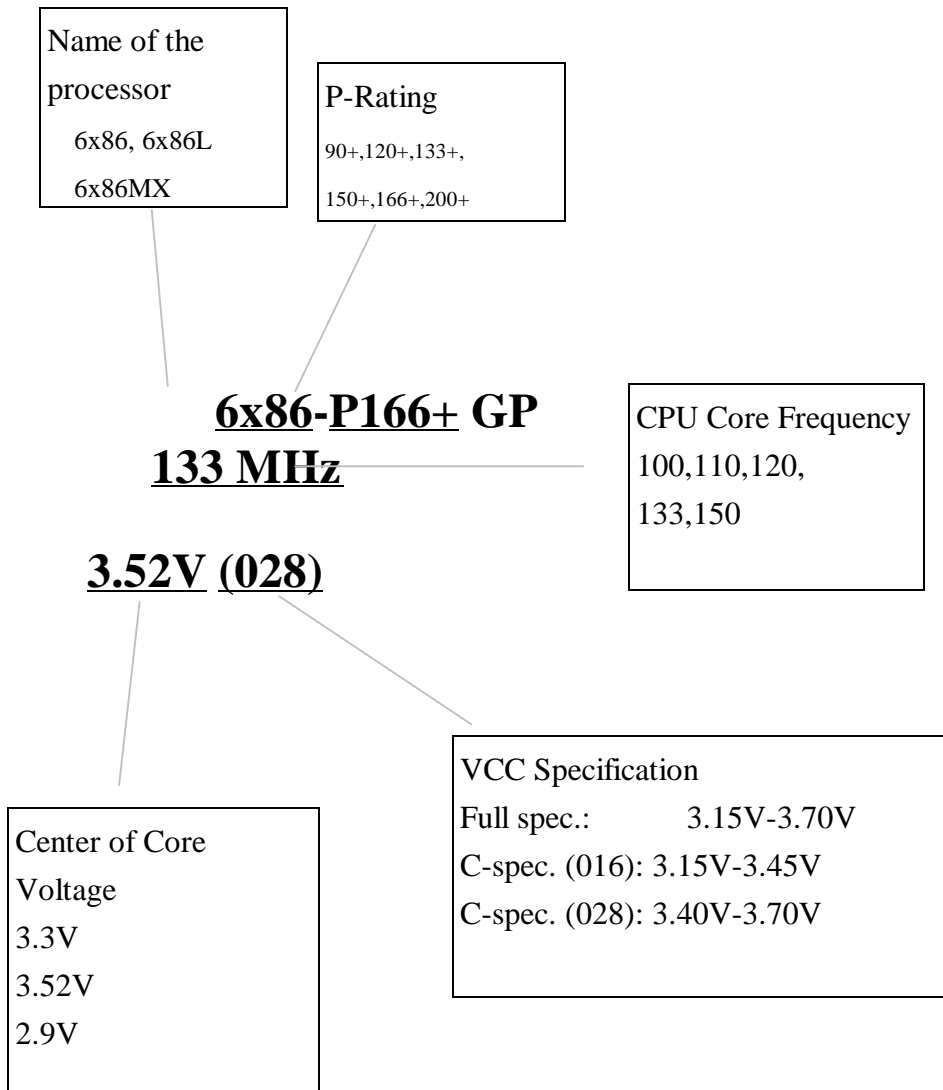 Name of the
processor
6x86, 6x86L
6x86MX
P-Rating
90+,120+,133+,
150+,166+,200+
6x86-P166+ GP
133 MHz
CPU Core Frequency
100,110,120,
133,150
3.52V (028)
VCC Specification
Full spec.: 3.15V-3.70V
C-spec. (016): 3.15V-3.45V
C-spec. (028): 3.40V-3.70V
Center of Core
Voltage
3.3V
3.52V
2.9V